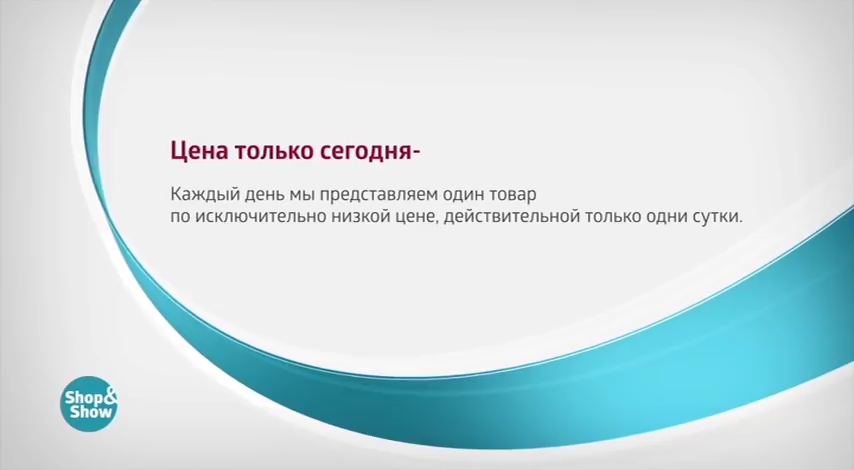 Цена только сегодня-
Каждый день мы представляем один товар
по исключительно низкой цене, действительной только одни сутки.
Shop&
Show